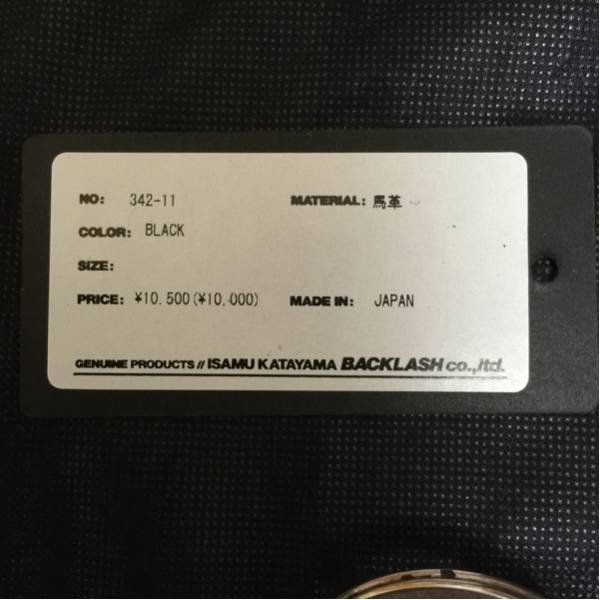 NO: 342-11 MATERIAL: 馬革
COLOR: BLACK
SIZE:
PRICE: ¥10.500(¥10,000) MADE IN: JAPAN
GENUINE PRODUCTS // ISAMU KATAYAMA BACKLASH co.,ltd.